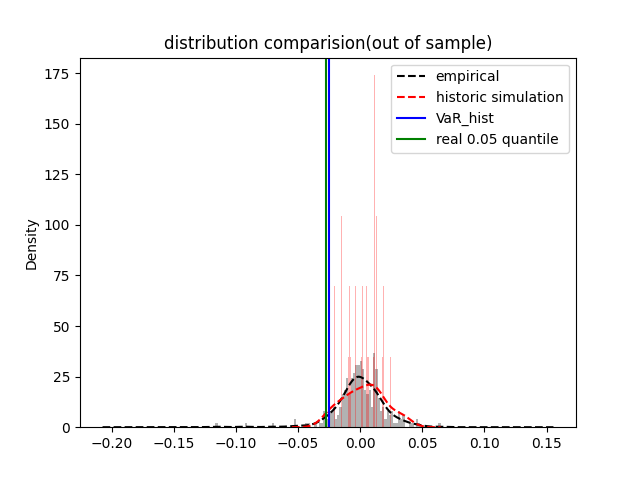 distribution comparision(out of sample)
empirical
historic simulation
VaR_hist
real 0.05 quantile
Density
175
150
125
100
75
50
25
0
−0.20 −0.15 −0.10 −0.05 0.00 0.05 0.10 0.15